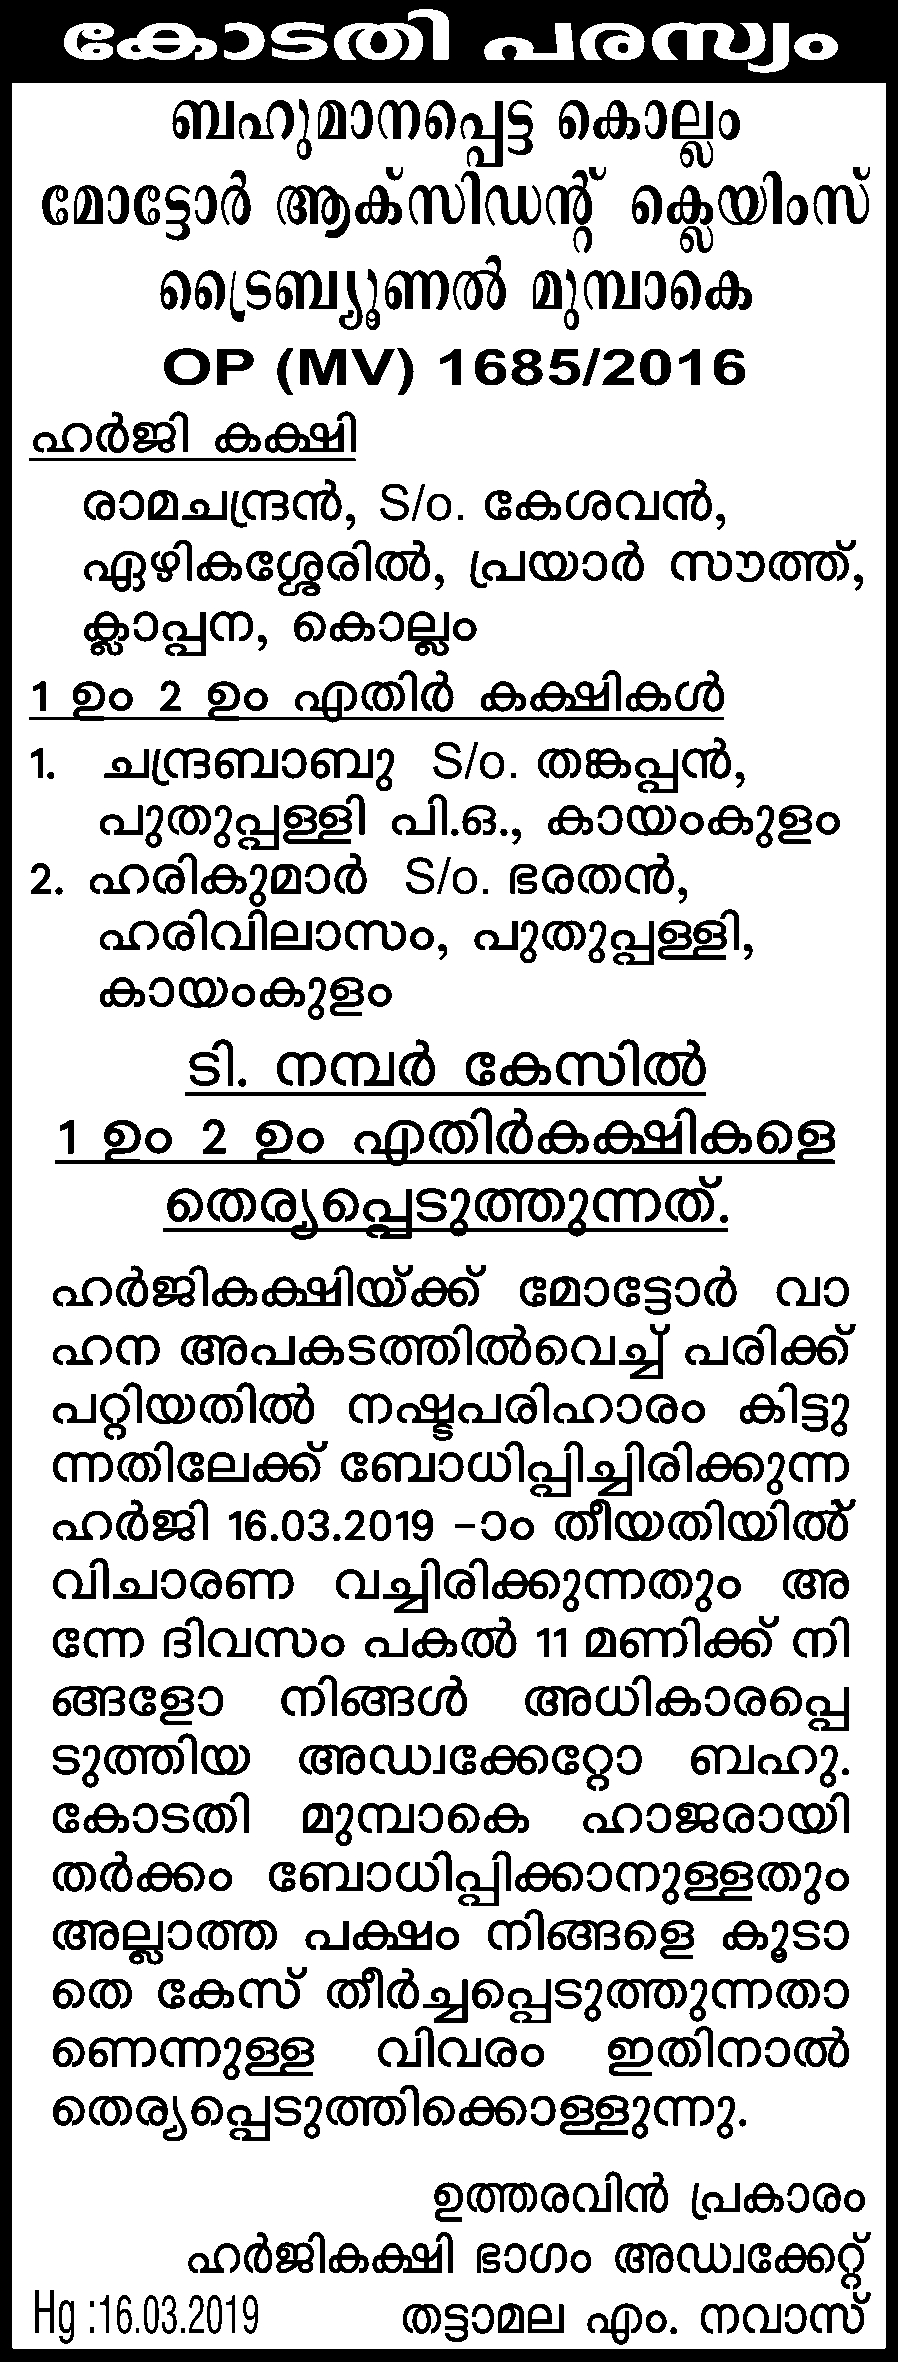 കോടതി പരസ്യം
ബഹുമാനപ്പെട്ട കൊല്ലം
മോട്ടോർ ആക്സിഡന്റ് ക്ലെയിംസ്
ട്രൈബ്യൂണൽ മുമ്പാകെ
OP (MV) 1685/2016
ഹർജി കക്ഷി
രാമചന്ദ്രൻ, S/o. കേശവൻ,
ഏഴികശ്ശേരിൽ, പ്രയാർ സൗത്ത്,
ക്ലാപ്പന, കൊല്ലം
1 ഉം 2 ഉം എതിർ കക്ഷികൾ
1. ചന്ദ്രബാബു S/o. തങ്കപ്പൻ,
പുതുപ്പള്ളി പി.ഒ., കായംകുളം
2. ഹരികുമാർ S/o. ഭരതൻ,
ഹരിവിലാസം, പുതുപ്പള്ളി,
കായംകുളം
ടി. നമ്പർ കേസിൽ
1 ഉം 2 ഉം എതിർകക്ഷികളെ
തെര്യപ്പെടുത്തുന്നത്.
ഹർജികക്ഷിയ്ക്ക് മോട്ടോർ വാ
ഹന അപകടത്തിൽവെച്ച് പരിക്ക്
പറ്റിയതിൽ നഷ്ടപരിഹാരം കിട്ടു
ന്നതിലേക്ക് ബോധിപ്പിച്ചിരിക്കുന്ന
ഹർജി 16.03.2019 -ാം തീയതിയിൽ
വിചാരണ വച്ചിരിക്കുന്നതും അ
ന്നേ ദിവസം പകൽ 11 മണിക്ക് നി
ങ്ങളോ നിങ്ങൾ അധികാരപ്പെ
ടുത്തിയ അഡ്വക്കേറ്റോ ബഹു.
കോടതി മുമ്പാകെ ഹാജരായി
തർക്കം ബോധിപ്പിക്കാനുള്ളതും
അല്ലാത്ത പക്ഷം നിങ്ങളെ കൂടാ
തെ കേസ് തീർച്ചപ്പെടുത്തുന്നതാ
ണെന്നുള്ള വിവരം ഇതിനാൽ
തെര്യപ്പെടുത്തിക്കൊള്ളുന്നു.
ഉത്തരവിൻ പ്രകാരം
ഹർജികക്ഷി ഭാഗം അഡ്വക്കേറ്റ്
Hg :16.03.2019 തട്ടാമല എം. നവാസ്